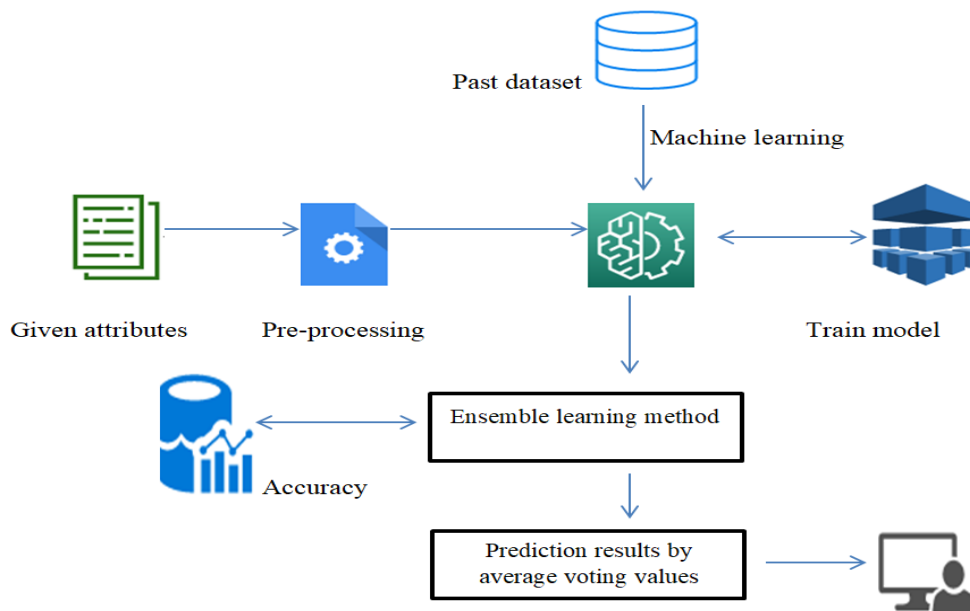 Past dataset
Machine learning
Given attributes
Pre-processing
Train model
Ensemble learning method
Accuracy
Prediction results by
average voting values